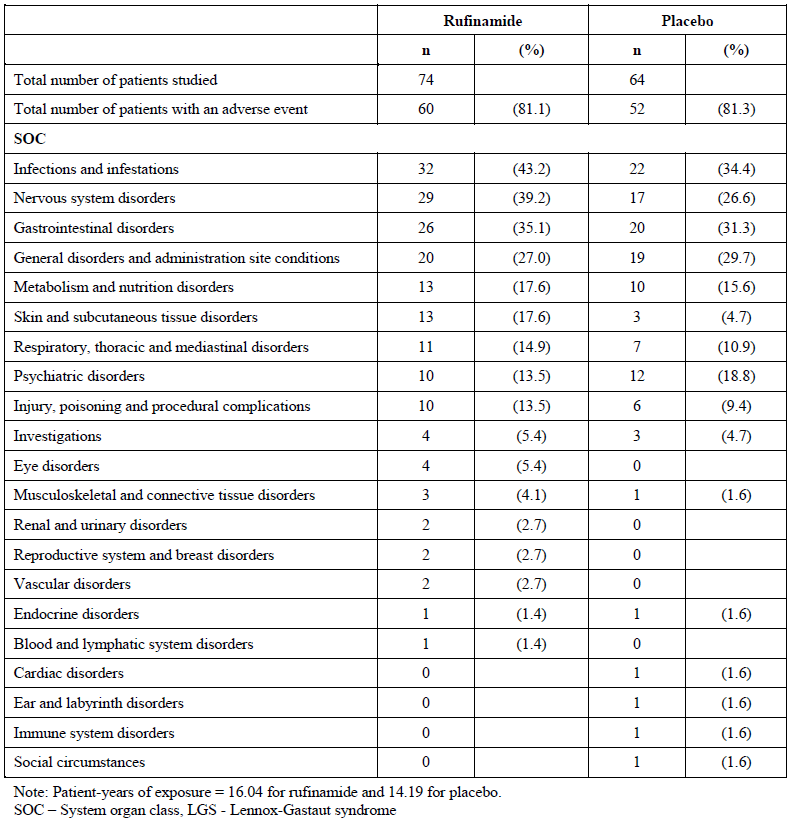 Rufinamide Placebo
n (%) n (%)
Total number of patients studied 74 64
Total number of patients with an adverse event 60 (81.1) 52 (81.3)
SOC
Infections and infestations 32 (43.2) 22 (34.4)
Nervous system disorders 29 (39.2) 17 (26.6)
Gastrointestinal disorders 26 (35.1) 20 (31.3)
General disorders and administration site conditions 20 (27.0) 19 (29.7)
Metabolism and nutrition disorders 13 (17.6) 10 (15.6)
Skin and subcutaneous tissue disorders 13 (17.6) 3 (4.7)
Respiratory, thoracic and mediastinal disorders 11 (14.9) 7 (10.9)
Psychiatric disorders 10 (13.5) 12 (18.8)
Injury, poisoning and procedural complications 10 (13.5) 6 (9.4)
Investigations 4 (5.4) 3 (4.7)
Eye disorders 4 (5.4) 0
Musculoskeletal and connective tissue disorders 3 (4.1) 1 (1.6)
Renal and urinary disorders 2 (2.7) 0
Reproductive system and breast disorders 2 (2.7) 0
Vascular disorders 2 (2.7) 0
Endocrine disorders 1 (1.4) 1 (1.6)
Blood and lymphatic system disorders 1 (1.4) 0
Cardiac disorders 0 1 (1.6)
Ear and labyrinth disorders 0 1 (1.6)
Immune system disorders 0 1 (1.6)
Social circumstances 0 1 (1.6)
Note: Patient-years of exposure = 16.04 for rufinamide and 14.19 for placebo.
SOC – System organ class, LGS - Lennox-Gastaut syndrome